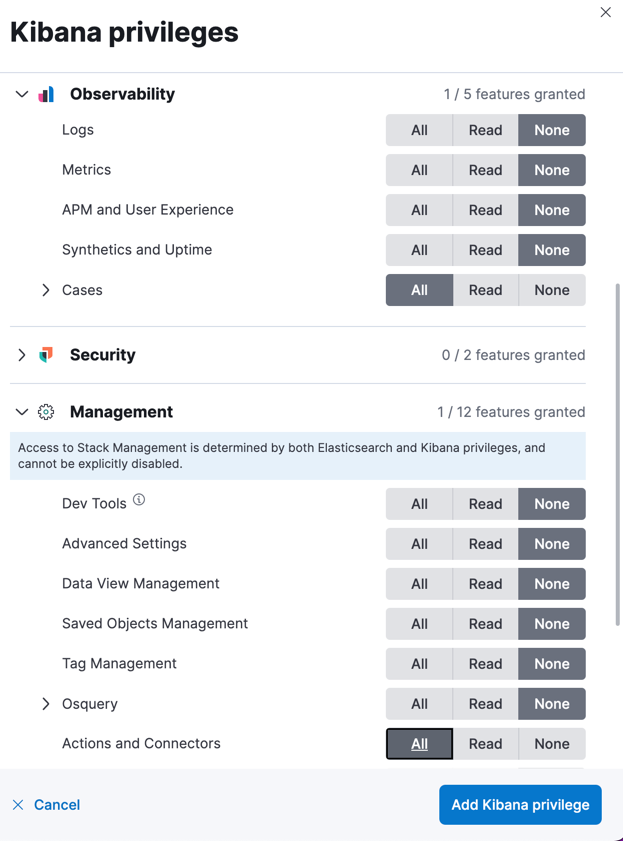 Kibana privileges
Observability 1 / 5 features granted
Logs All Read None
Metrics All Read None
APM and User Experience All Read None
Synthetics and Uptime All Read None
Cases All Read None
Security 0 / 2 features granted
Management 1 / 12 features granted
Access to Stack Management is determined by both Elasticsearch and Kibana privileges, and
cannot be explicitly disabled.
Dev Tools All Read None
Advanced Settings All Read None
Data View Management All Read None
Saved Objects Management All Read None
Tag Management All Read None
Osquery All Read None
Actions and Connectors All Read None
Cancel Add Kibana privilege